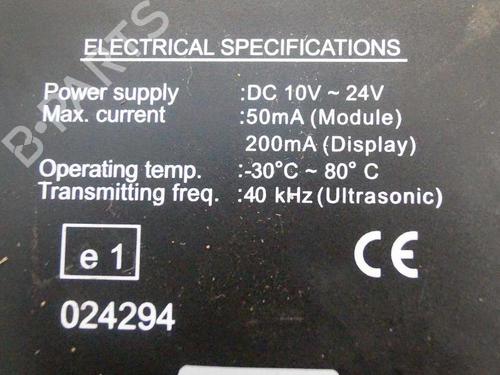 ELECTRICAL SPECIFICATIONS
Power supply :DC 10V ~ 24V
Max. current :50mA (Module)
200mA (Display)
Operating temp. :-30°C ~ 80° C
Transmitting freq. :40 kHz (Ultrasonic)
e 1
CE
024294
B-PARTS